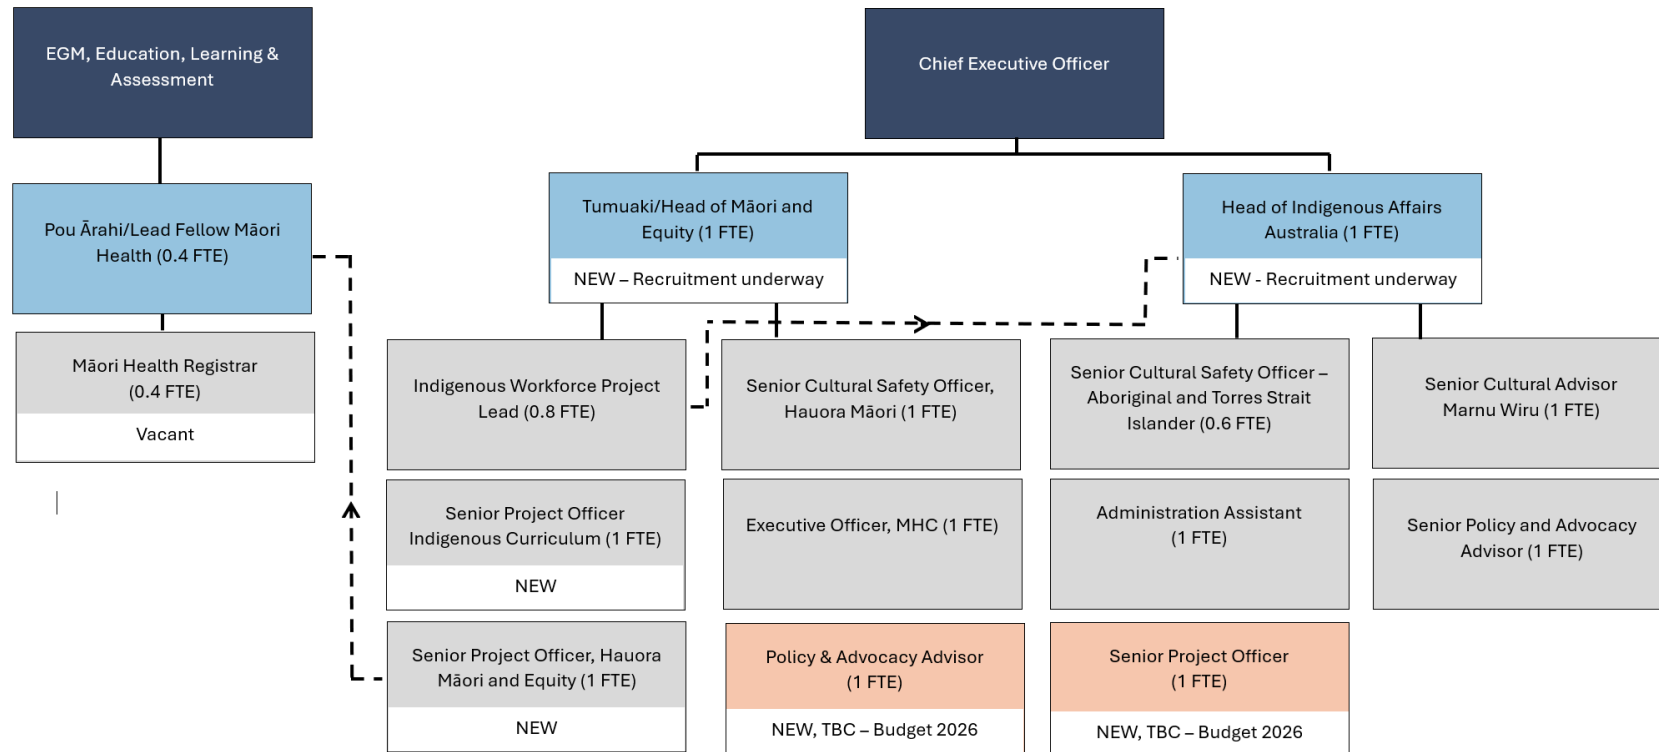 EGM, Education, Learning &
Assessment
Chief Executive Officer
Pou Ārahi/Lead Fellow Māori
Health (0.4 FTE)
Tumuaki/Head of Māori and
Equity (1 FTE)
NEW – Recruitment underway
Head of Indigenous Affairs
Australia (1 FTE)
NEW - Recruitment underway
Māori Health Registrar
(0.4 FTE)
Vacant
Indigenous Workforce Project
Lead (0.8 FTE)
Senior Cultural Safety Officer,
Hauora Māori (1 FTE)
Senior Cultural Safety Officer –
Aboriginal and Torres Strait
Islander (0.6 FTE)
Senior Cultural Advisor
Marnu Wiru (1 FTE)
Senior Project Officer
Indigenous Curriculum (1 FTE)
NEW
Executive Officer, MHC (1 FTE)
Administration Assistant
(1 FTE)
Senior Policy and Advocacy
Advisor (1 FTE)
Senior Project Officer, Hauora
Māori and Equity (1 FTE)
NEW
Policy & Advocacy Advisor
(1 FTE)
NEW, TBC – Budget 2026
Senior Project Officer
(1 FTE)
NEW, TBC – Budget 2026